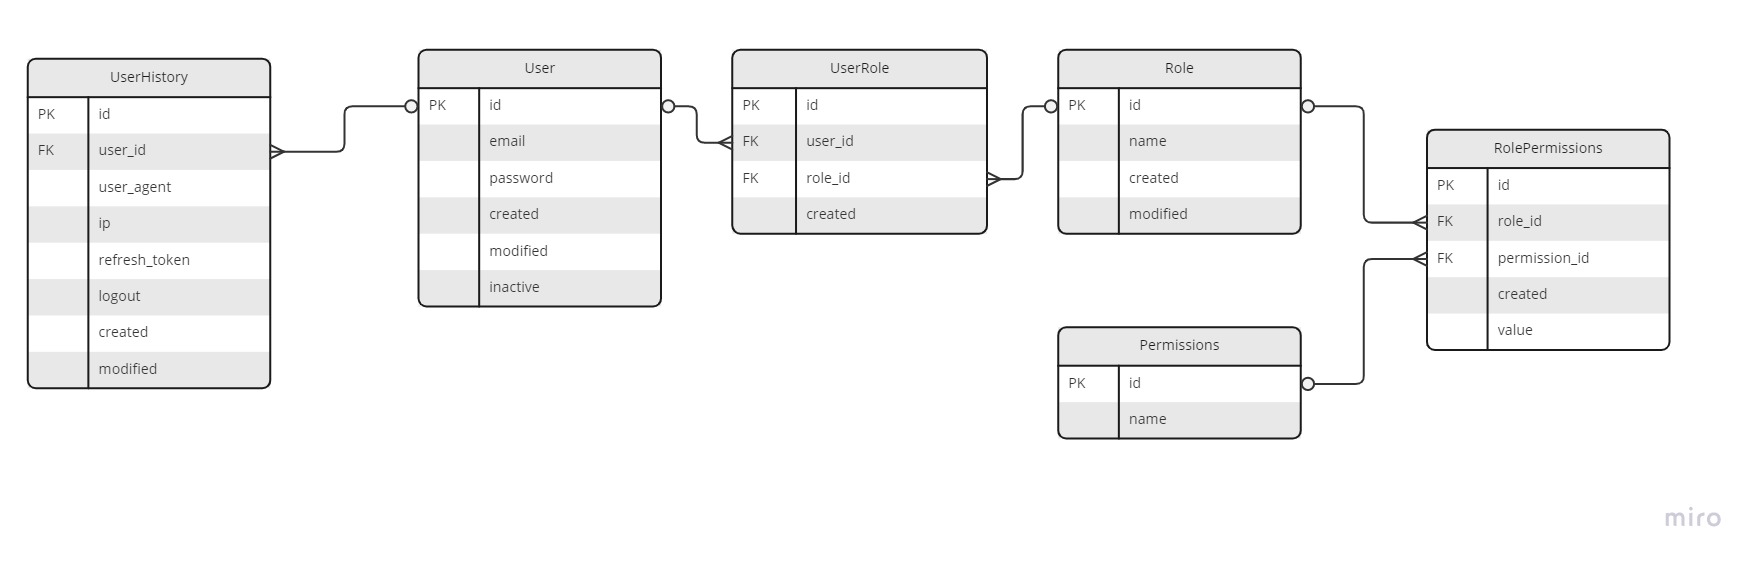 UserHistory
PK id
FK user_id
user_agent
ip
refresh_token
logout
created
modified
User
PK id
email
password
created
modified
inactive
UserRole
PK id
FK user_id
FK role_id
created
Role
PK id
name
created
modified
RolePermissions
PK id
FK role_id
FK permission_id
created
value
Permissions
PK id
name
miro